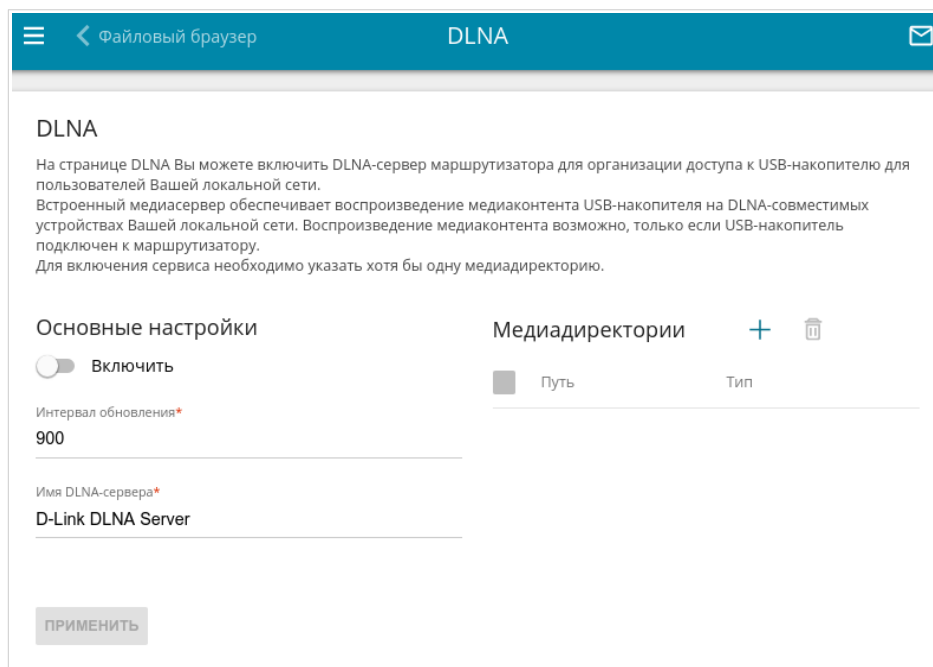 Файловый браузер
DLNA
DLNA
На странице DLNA Вы можете включить DLNA-сервер маршрутизатора для организации доступа к USB-накопителю для
пользователей Вашей локальной сети.
Встроенный медиасервер обеспечивает воспроизведение медиаконтента USB-накопителя на DLNA-совместимых
устройствах Вашей локальной сети. Воспроизведение медиаконтента возможно, только если USB-накопитель
подключен к маршрутизатору.
Для включения сервиса необходимо указать хотя бы одну медиадиректорию.
Основные настройки
Включить
Интервал обновления*
900
Имя DLNA-сервера*
D-Link DLNA Server
Медиадиректории
Путь
Тип
ПРИМЕНИТЬ